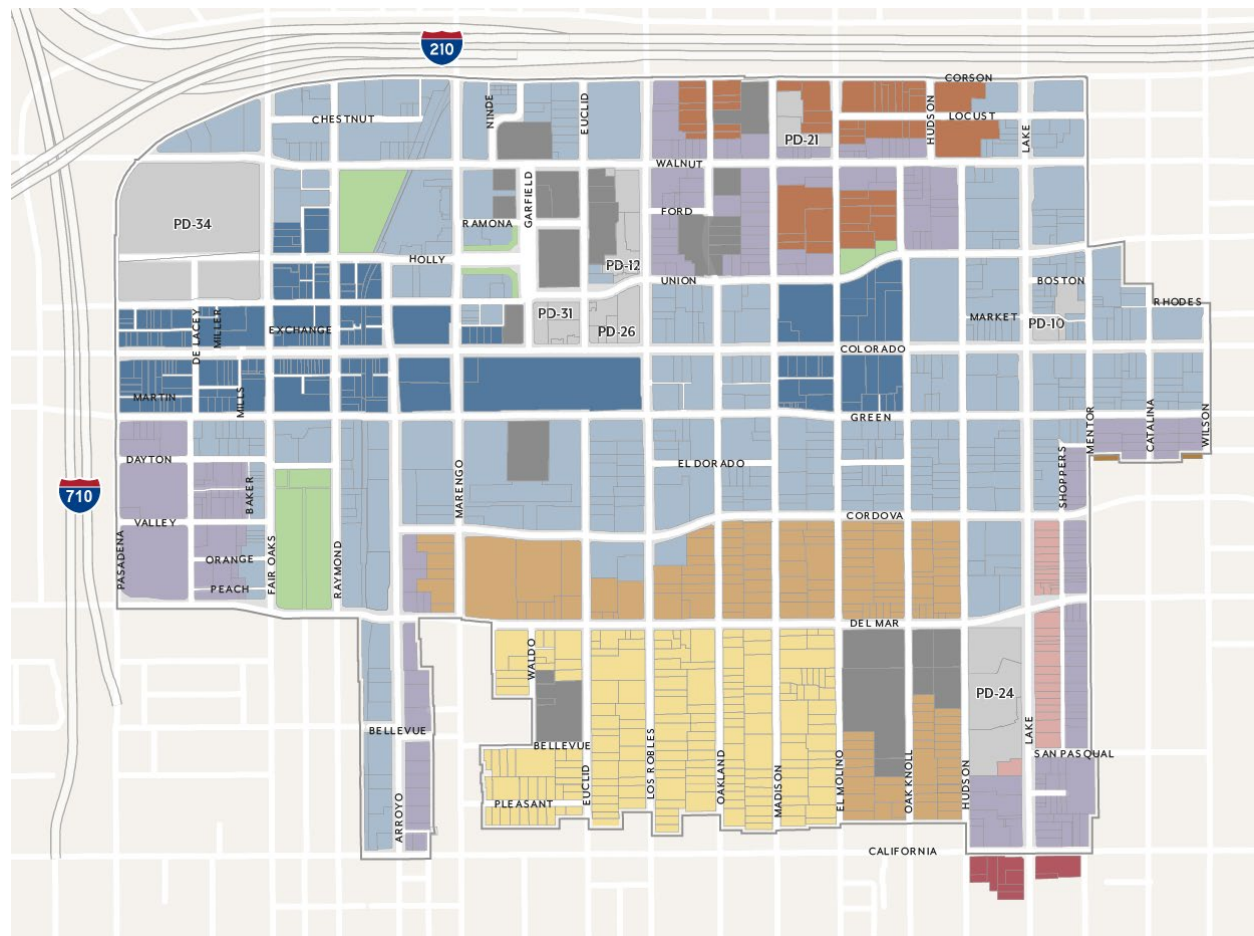 210
CORSON
NINDE
EUCLID
CHESTNUT
HUDSON
LOCUST
LAKE
PD-21
WALNUT
GARFIELD
PD-34
RAMONA
FORD
HOLLY
PD-12
UNION
BOSTON
RHODES
DE LACEY
MILLER
EXCHANGE
PD-31
PD-26
MARKET
PD-10
COLORADO
MARTIN
MILLS
GREEN
MENTOR
CATALINA
WILSON
DAYTON
EL DORADO
BAKER
MARENGO
SHOPPERS
710
VALLEY
CORDOVA
PASADENA
ORANGE
FAIR OAKS
RAYMOND
PEACH
DEL MAR
WALDO
PD-24
BELLEVUE
BELLEVUE
LOS ROBLES
OAKLAND
MADISON
EL MOLINO
OAK KNOLL
HUDSON
LAKE
SAN PASQUAL
EUCLID
PLEASANT
ARROYO
CALIFORNIA